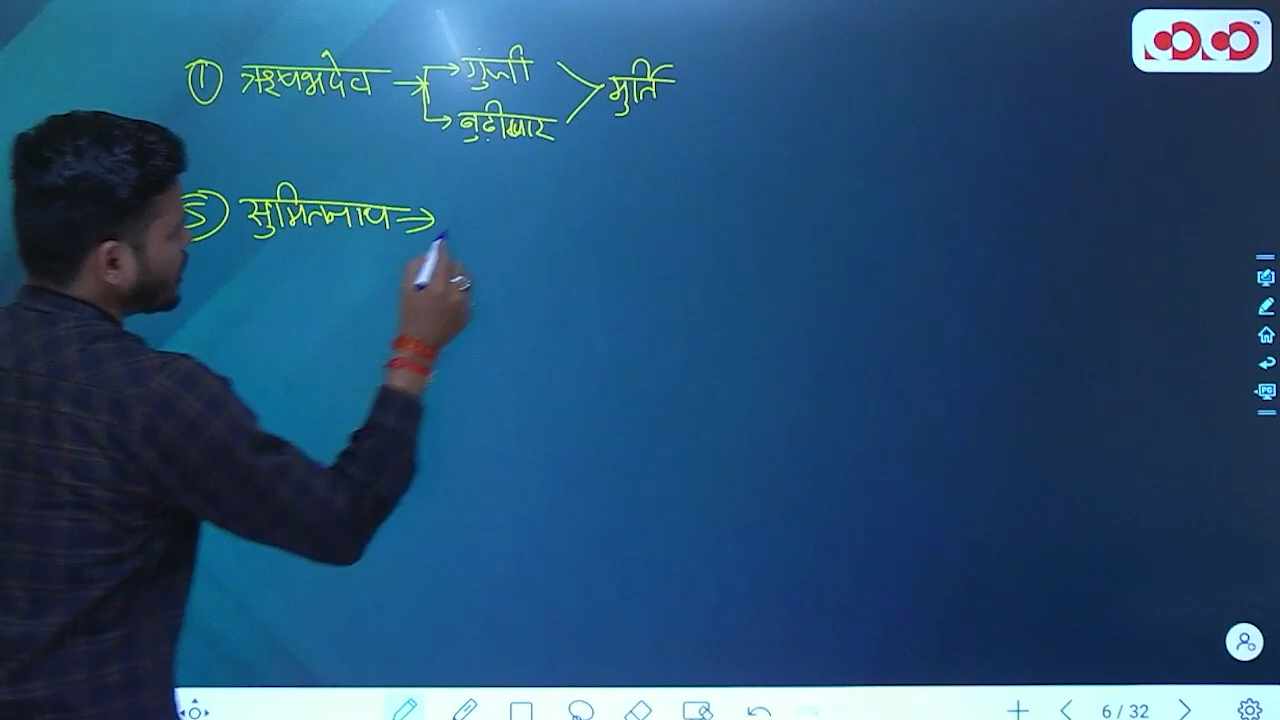 ① ऋषभदेव → गुंजी
→ बुढ़ीखार > मुर्ति
5 सुमितनाथ →
6 / 32